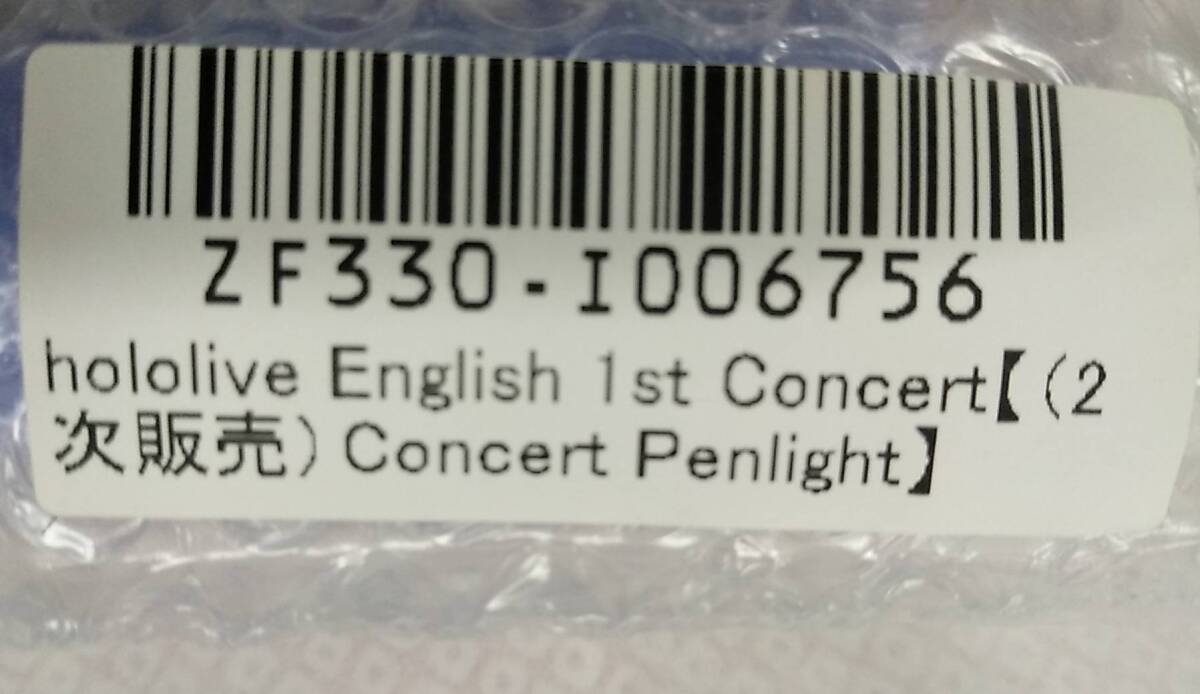 ZF330-I006756
hololive English 1st Concert【(2
次販売)Concert Penlight】